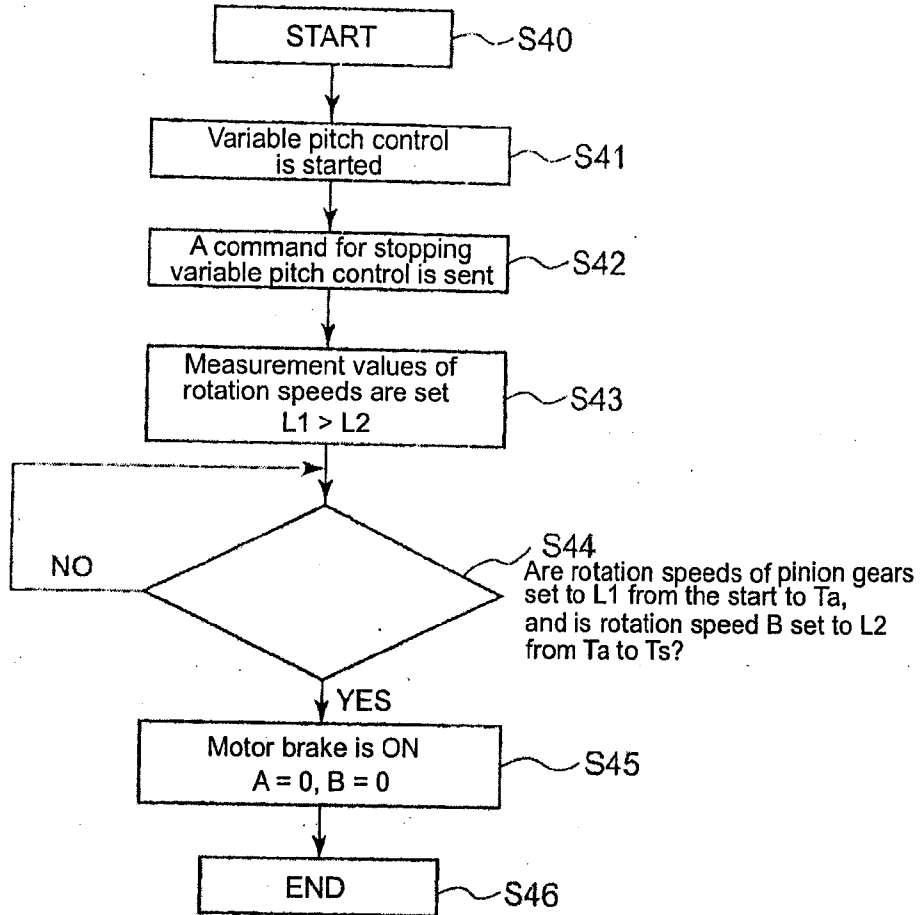 START
S40
Variable pitch control
is started
S41
A command for stopping
variable pitch control is sent
S42
Measurement values of
rotation speeds are set
L1 > L2
S43
NO
S44
Are rotation speeds of pinion gears
set to L1 from the start to Ta,
and is rotation speed B set to L2
from Ta to Ts?
YES
Motor brake is ON
A = 0, B = 0
S45
END
S46